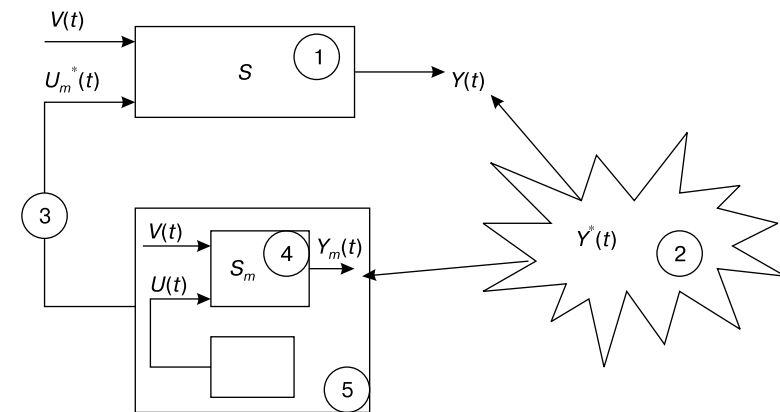 V(t)
S
1
U_m^*(t)
Y(t)
3
Y^*(t)
2
V(t)
4
Y_m(t)
S_m
U(t)
5